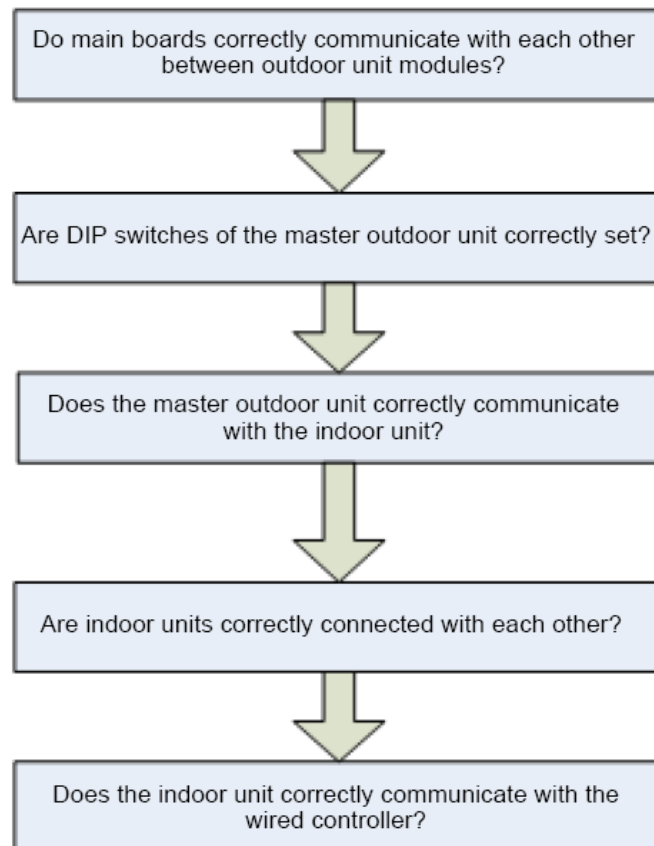 Do main boards correctly communicate with each other
between outdoor unit modules?
Are DIP switches of the master outdoor unit correctly set?
Does the master outdoor unit correctly communicate
with the indoor unit?
Are indoor units correctly connected with each other?
Does the indoor unit correctly communicate with the
wired controller?